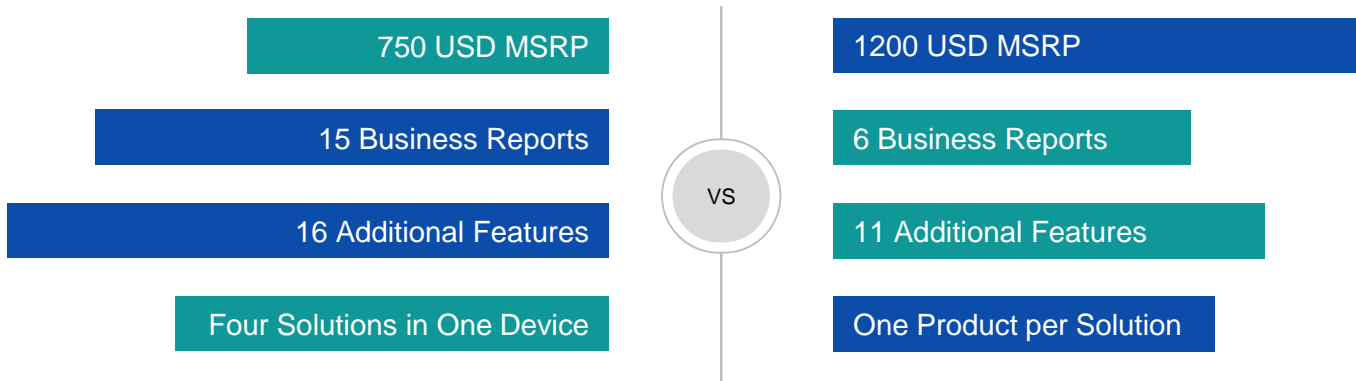 750 USD MSRP
15 Business Reports
16 Additional Features
Four Solutions in One Device
VS
1200 USD MSRP
6 Business Reports
11 Additional Features
One Product per Solution